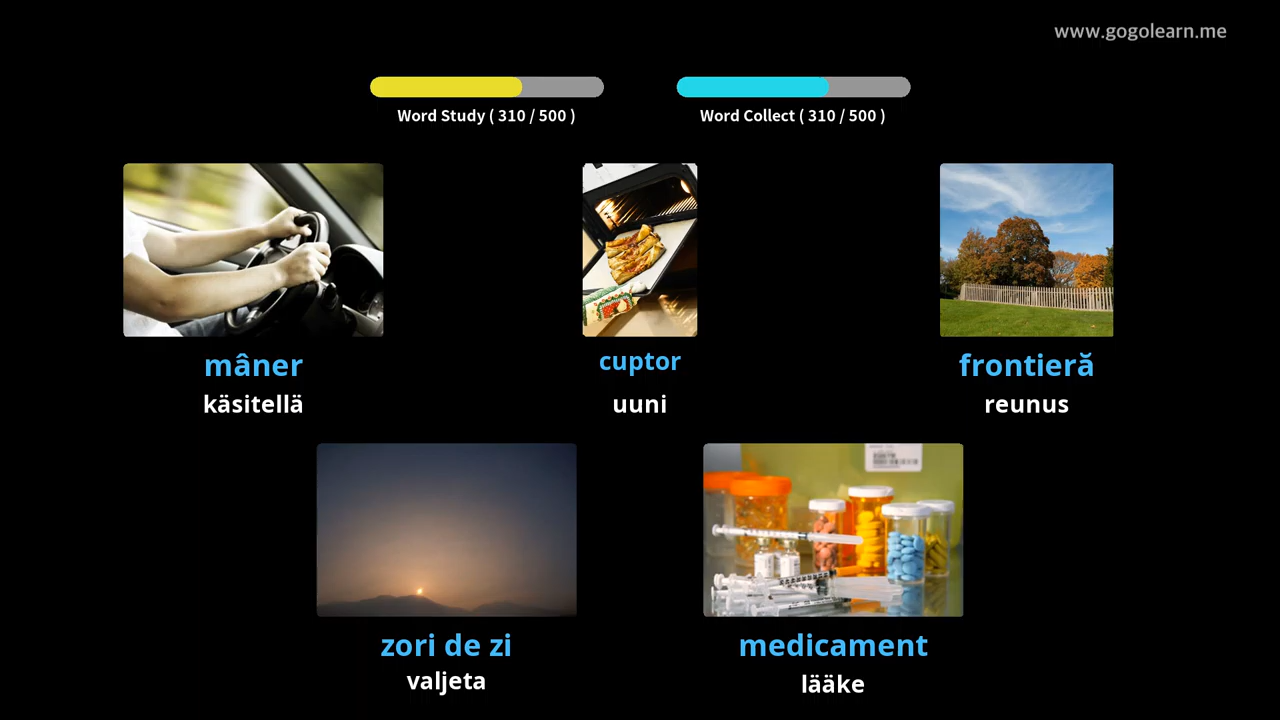 www.gogolearn.me
Word Study ( 310 / 500 )
Word Collect ( 310 / 500 )
mâner
käsitellä
cuptor
uuni
frontieră
reunus
zori de zi
valjeta
medicament
lääke